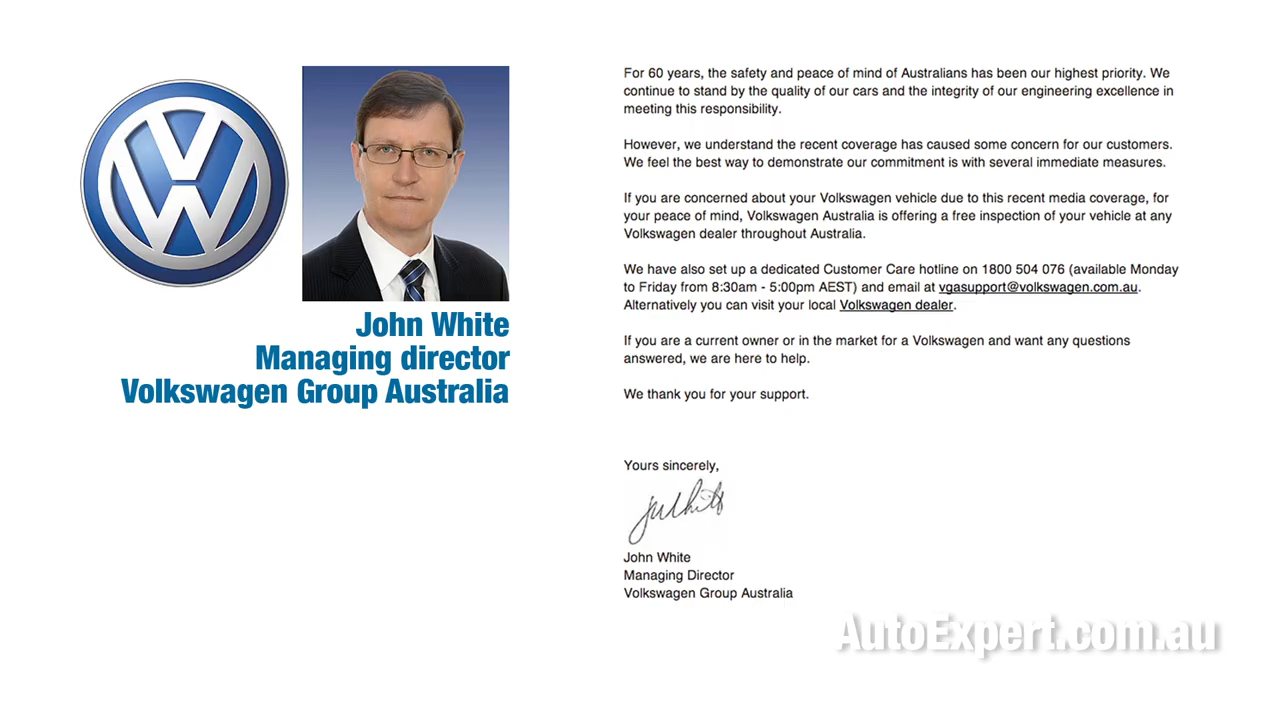 John White
Managing director
Volkswagen Group Australia
For 60 years, the safety and peace of mind of Australians has been our highest priority. We
continue to stand by the quality of our cars and the integrity of our engineering excellence in
meeting this responsibility.
However, we understand the recent coverage has caused some concern for our customers.
We feel the best way to demonstrate our commitment is with several immediate measures.
If you are concerned about your Volkswagen vehicle due to this recent media coverage, for
your peace of mind, Volkswagen Australia is offering a free inspection of your vehicle at any
Volkswagen dealer throughout Australia.
We have also set up a dedicated Customer Care hotline on 1800 504 076 (available Monday
to Friday from 8:30am - 5:00pm AEST) and email at vgasupport@volkswagen.com.au.
Alternatively you can visit your local Volkswagen dealer.
If you are a current owner or in the market for a Volkswagen and want any questions
answered, we are here to help.
We thank you for your support.
Yours sincerely,
John White
Managing Director
Volkswagen Group Australia
AutoExpert.com.au